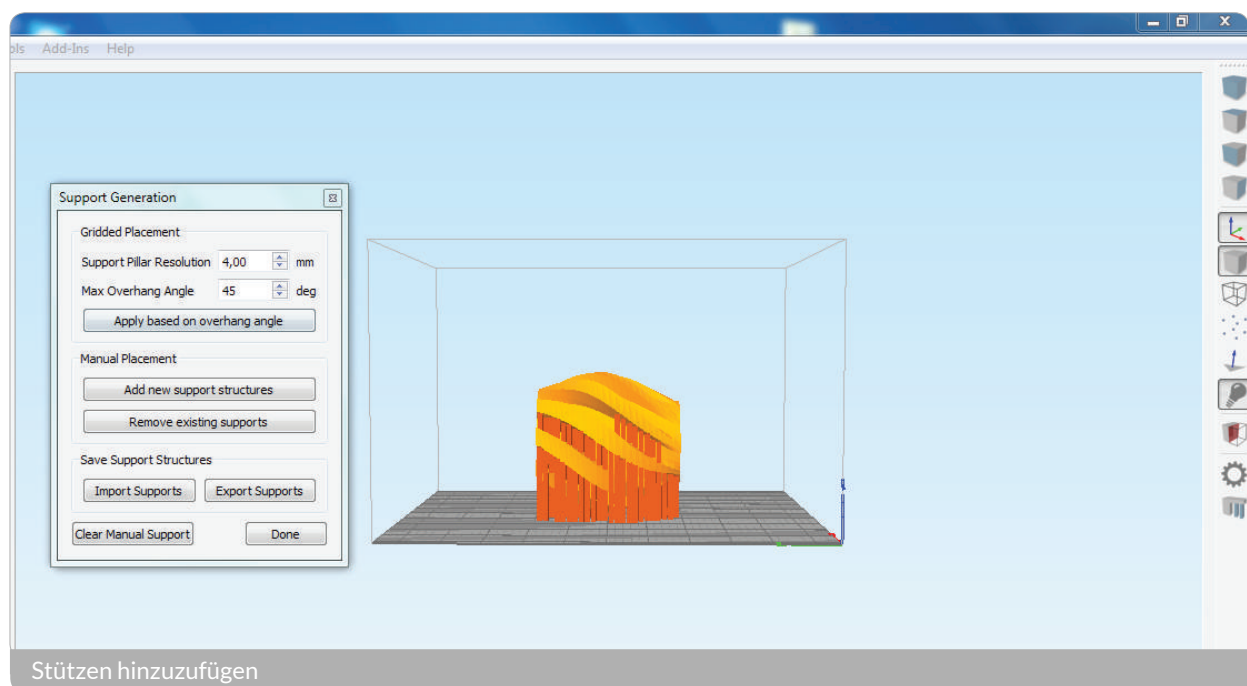 Add-Ins Help
Support Generation
Gridded Placement
Support Pillar Resolution 4,00 mm
Max Overhang Angle 45 deg
Apply based on overhang angle
Manual Placement
Add new support structures
Remove existing supports
Save Support Structures
Import Supports Export Supports
Clear Manual Support Done
Stützen hinzuzufügen